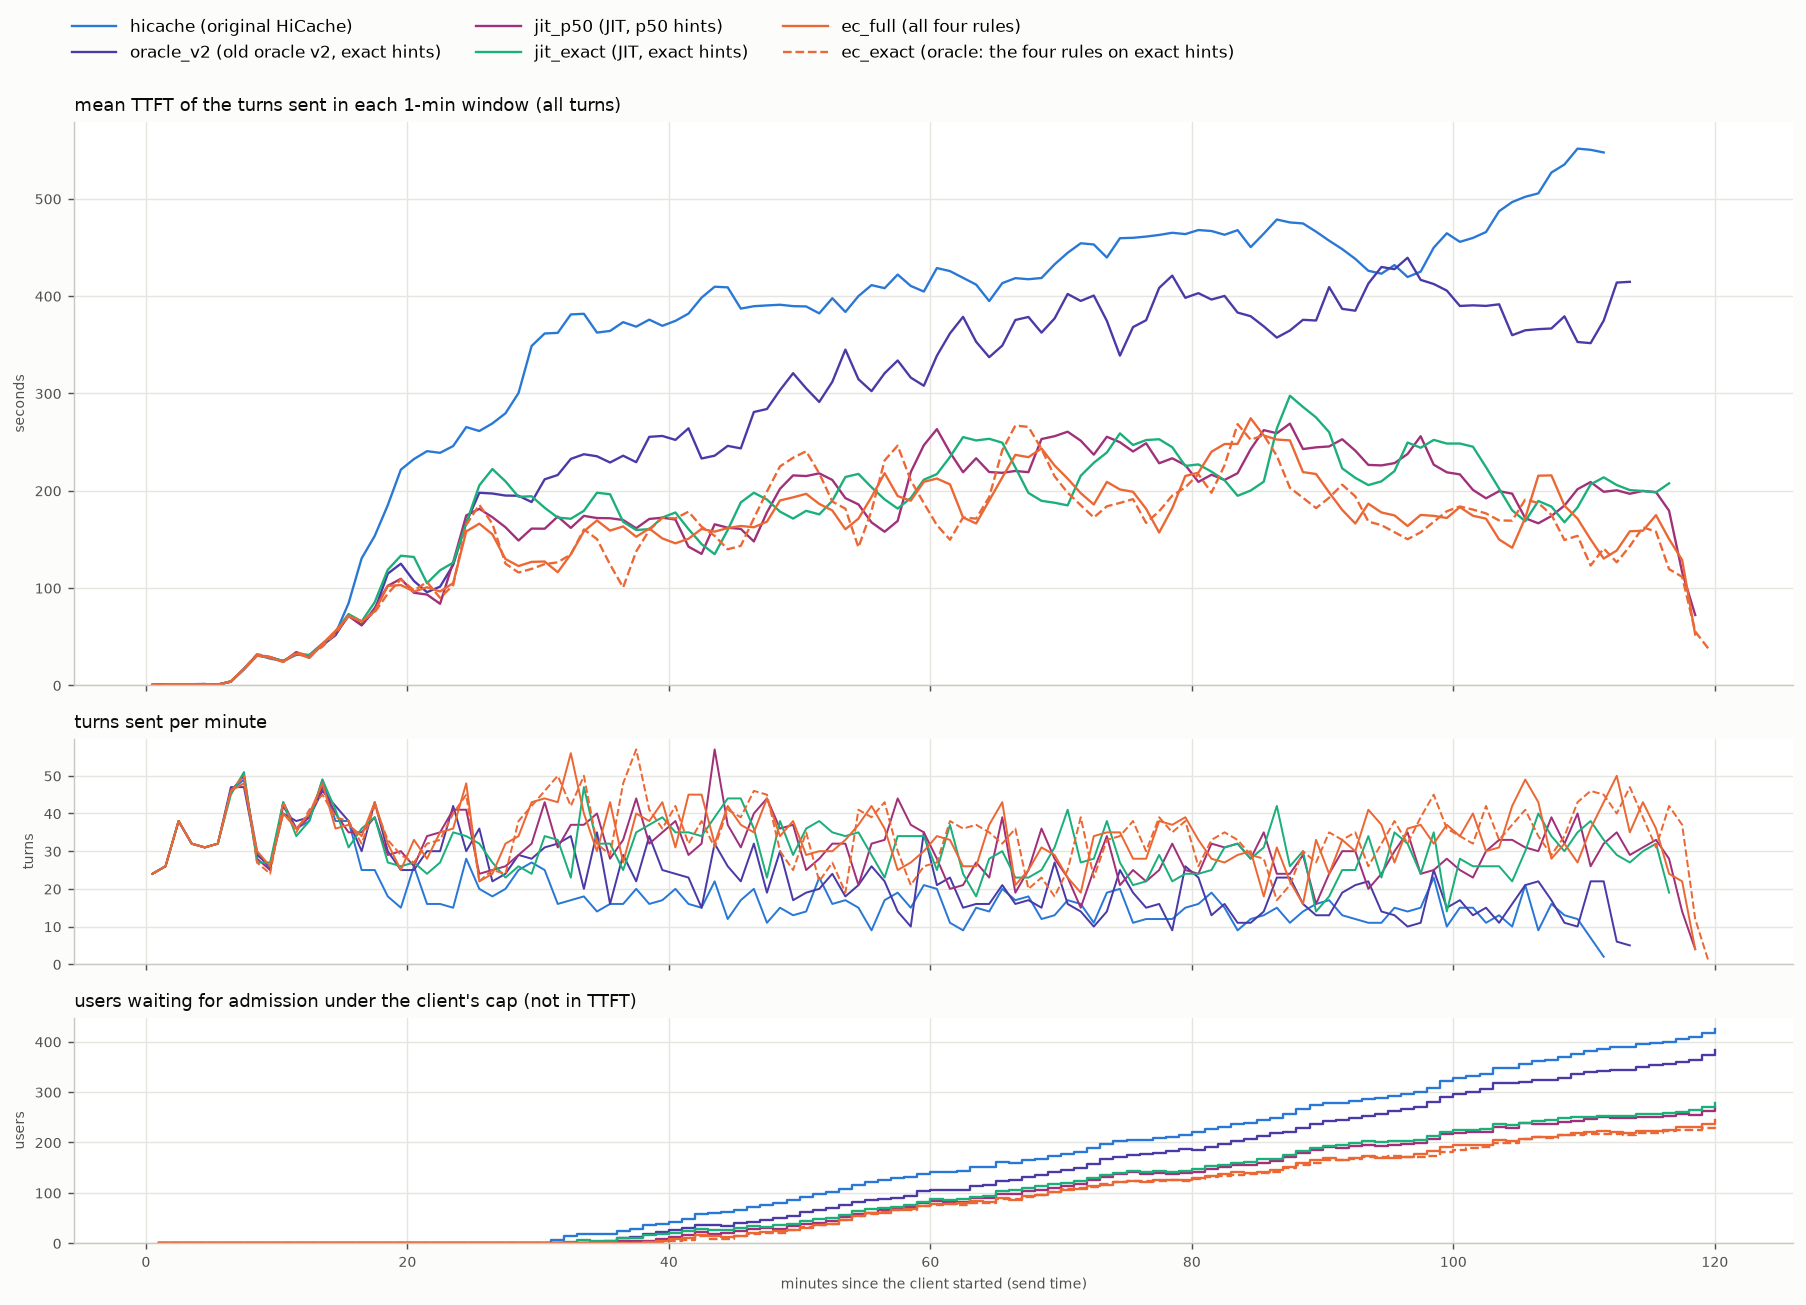 hicache (original HiCache)
oracle_v2 (old oracle v2, exact hints)
jit_p50 (JIT, p50 hints)
jit_exact (JIT, exact hints)
ec_full (all four rules)
ec_exact (oracle: the four rules on exact hints)
mean TTFT of the turns sent in each 1-min window (all turns)
500
400
300
200
100
0
seconds
turns sent per minute
50
40
30
20
10
0
turns
users waiting for admission under the client's cap (not in TTFT)
400
300
200
100
0
users
0 20 40 60 80 100 120
minutes since the client started (send time)